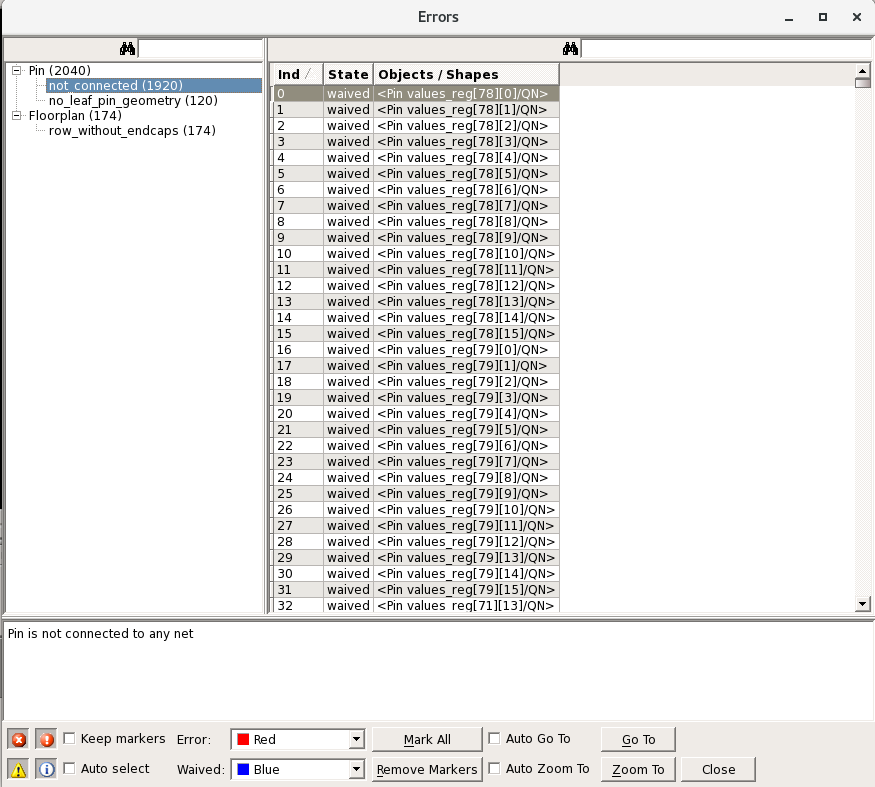 Errors
Pin (2040)
not_connected (1920)
no_leaf_pin_geometry (120)
Floorplan (174)
row_without_endcaps (174)
Ind State Objects / Shapes
0 waived <Pin values_reg[78][0]/QN>
1 waived <Pin values_reg[78][1]/QN>
2 waived <Pin values_reg[78][2]/QN>
3 waived <Pin values_reg[78][3]/QN>
4 waived <Pin values_reg[78][4]/QN>
5 waived <Pin values_reg[78][5]/QN>
6 waived <Pin values_reg[78][6]/QN>
7 waived <Pin values_reg[78][7]/QN>
8 waived <Pin values_reg[78][8]/QN>
9 waived <Pin values_reg[78][9]/QN>
10 waived <Pin values_reg[78][10]/QN>
11 waived <Pin values_reg[78][11]/QN>
12 waived <Pin values_reg[78][12]/QN>
13 waived <Pin values_reg[78][13]/QN>
14 waived <Pin values_reg[78][14]/QN>
15 waived <Pin values_reg[78][15]/QN>
16 waived <Pin values_reg[79][0]/QN>
17 waived <Pin values_reg[79][1]/QN>
18 waived <Pin values_reg[79][2]/QN>
19 waived <Pin values_reg[79][3]/QN>
20 waived <Pin values_reg[79][4]/QN>
21 waived <Pin values_reg[79][5]/QN>
22 waived <Pin values_reg[79][6]/QN>
23 waived <Pin values_reg[79][7]/QN>
24 waived <Pin values_reg[79][8]/QN>
25 waived <Pin values_reg[79][9]/QN>
26 waived <Pin values_reg[79][10]/QN>
27 waived <Pin values_reg[79][11]/QN>
28 waived <Pin values_reg[79][12]/QN>
29 waived <Pin values_reg[79][13]/QN>
30 waived <Pin values_reg[79][14]/QN>
31 waived <Pin values_reg[79][15]/QN>
32 waived <Pin values_reg[71][13]/QN>
Pin is not connected to any net
Keep markers Error: Red Mark All Auto Go To Go To
Auto select Waived: Blue Remove Markers Auto Zoom To Zoom To Close